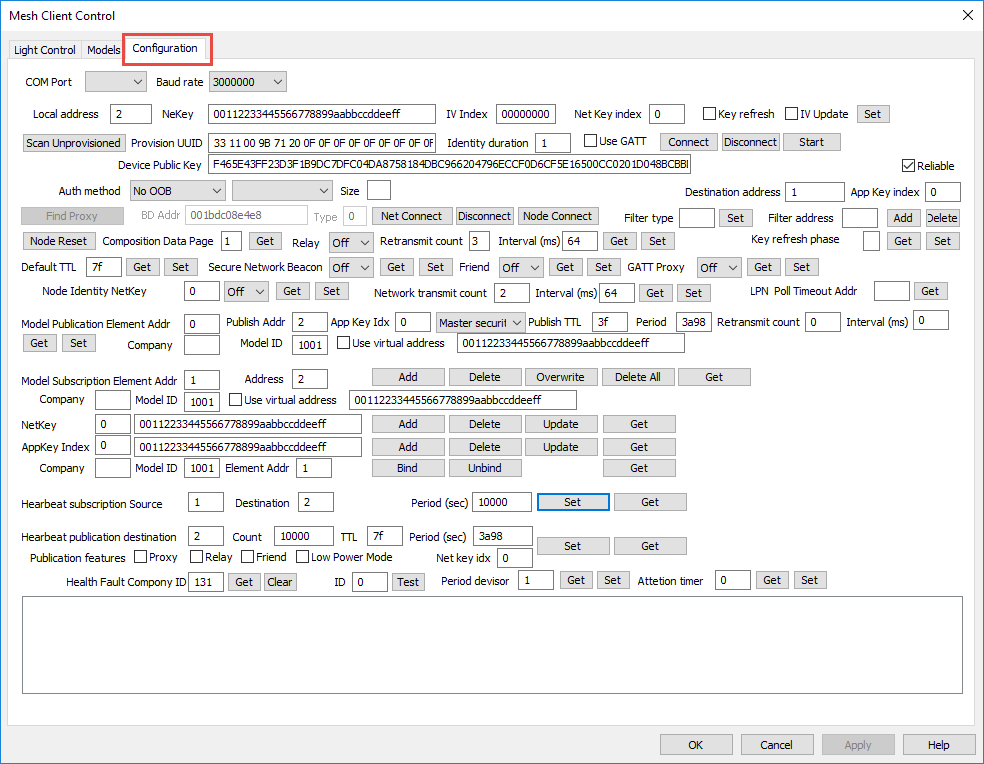 Mesh Client Control
Light Control Models Configuration
COM Port Baud rate 3000000
Local address 2 NeKey 00112233445566778899aabbccddeeff IV Index 00000000 Net Key index 0 Key refresh IV Update Set
Scan Unprovisioned Provision UUID 33 11 00 9B 71 20 0F 0F 0F 0F 0F 0F 0F 0F 0F 0F Identity duration 1 Use GATT Connect Disconnect Start
Device Public Key F465E43FF23D3F1B9DC7DFC04DA8758184DBC966204796ECCF0D6CF5E16500CC0201D048BCBBI Reliable
Auth method No OOB Size Destination address 1 App Key index 0
Find Proxy BD Addr 001bdc08e4e8 Type 0 Net Connect Disconnect Node Connect Filter type Set Filter address Add Delete
Node Reset Composition Data Page 1 Get Relay Off Retransmit count 3 Interval (ms) 64 Get Set Key refresh phase Get Set
Default TTL 7f Get Set Secure Network Beacon Off Get Set Friend Off Get Set GATT Proxy Off Get Set
Node Identity NetKey 0 Off Get Set Network transmit count 2 Interval (ms) 64 Get Set LPN Poll Timeout Addr Get
Model Publication Element Addr 0 Publish Addr 2 App Key Idx 0 Master securit Publish TTL 3f Period 3a98 Retransmit count 0 Interval (ms) 0
Get Set Company Model ID 1001 Use virtual address 00112233445566778899aabbccddeeff
Model Subscription Element Addr 1 Address 2 Add Delete Overwrite Delete All Get
Company Model ID 1001 Use virtual address 00112233445566778899aabbccddeeff
NetKey 0 00112233445566778899aabbccddeeff Add Delete Update Get
AppKey Index 0 00112233445566778899aabbccddeeff Add Delete Update Get
Company Model ID 1001 Element Addr 1 Bind Unbind Get
Hearbeat subscription Source 1 Destination 2 Period (sec) 10000 Set Get
Hearbeat publication destination 2 Count 10000 TTL 7f Period (sec) 3a98 Set Get
Publication features Proxy Relay Friend Low Power Mode Net key idx 0
Health Fault Compony ID 131 Get Clear ID 0 Test Period devisor 1 Get Set Attetion timer 0 Get Set
OK Cancel Apply Help